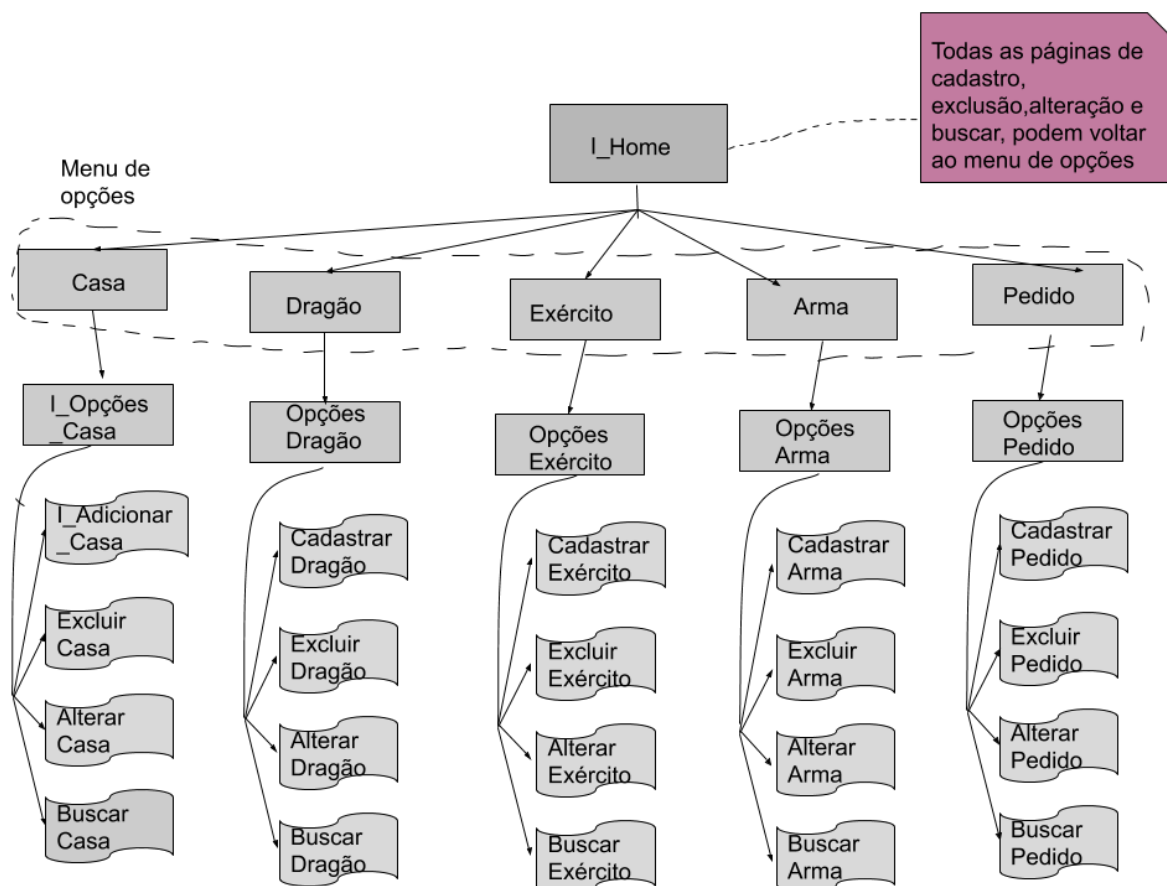 Todas as páginas de
cadastro,
exclusão,alteração e
buscar, podem voltar
ao menu de opções
I_Home
Menu de
opções
Casa
Dragão
Exército
Arma
Pedido
I_Opções
_Casa
Opções
Dragão
Opções
Exército
Opções
Arma
Opções
Pedido
I_Adicionar
_Casa
Excluir
Casa
Alterar
Casa
Buscar
Casa
Cadastrar
Dragão
Excluir
Dragão
Alterar
Dragão
Buscar
Dragão
Cadastrar
Exército
Excluir
Exército
Alterar
Exército
Buscar
Exército
Cadastrar
Arma
Excluir
Arma
Alterar
Arma
Buscar
Arma
Cadastrar
Pedido
Excluir
Pedido
Alterar
Pedido
Buscar
Pedido